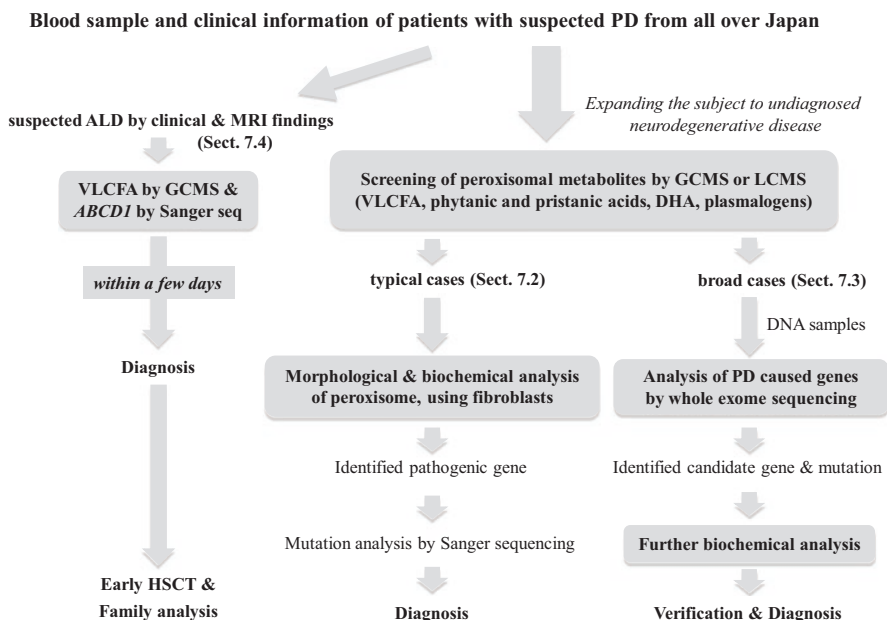 Blood sample and clinical information of patients with suspected PD from all over Japan
suspected ALD by clinical & MRI findings
(Sect. 7.4)
VLCFA by GCMS &
ABCD1 by Sanger seq
within a few days
Diagnosis
Early HSCT &
Family analysis
Expanding the subject to undiagnosed
neurodegenerative disease
Screening of peroxisomal metabolites by GCMS or LCMS
(VLCFA, phytanic and pristanic acids, DHA, plasmalogens)
typical cases (Sect. 7.2)
Morphological & biochemical analysis
of peroxisome, using fibroblasts
Identified pathogenic gene
Mutation analysis by Sanger sequencing
Diagnosis
broad cases (Sect. 7.3)
DNA samples
Analysis of PD caused genes
by whole exome sequencing
Identified candidate gene & mutation
Further biochemical analysis
Verification & Diagnosis